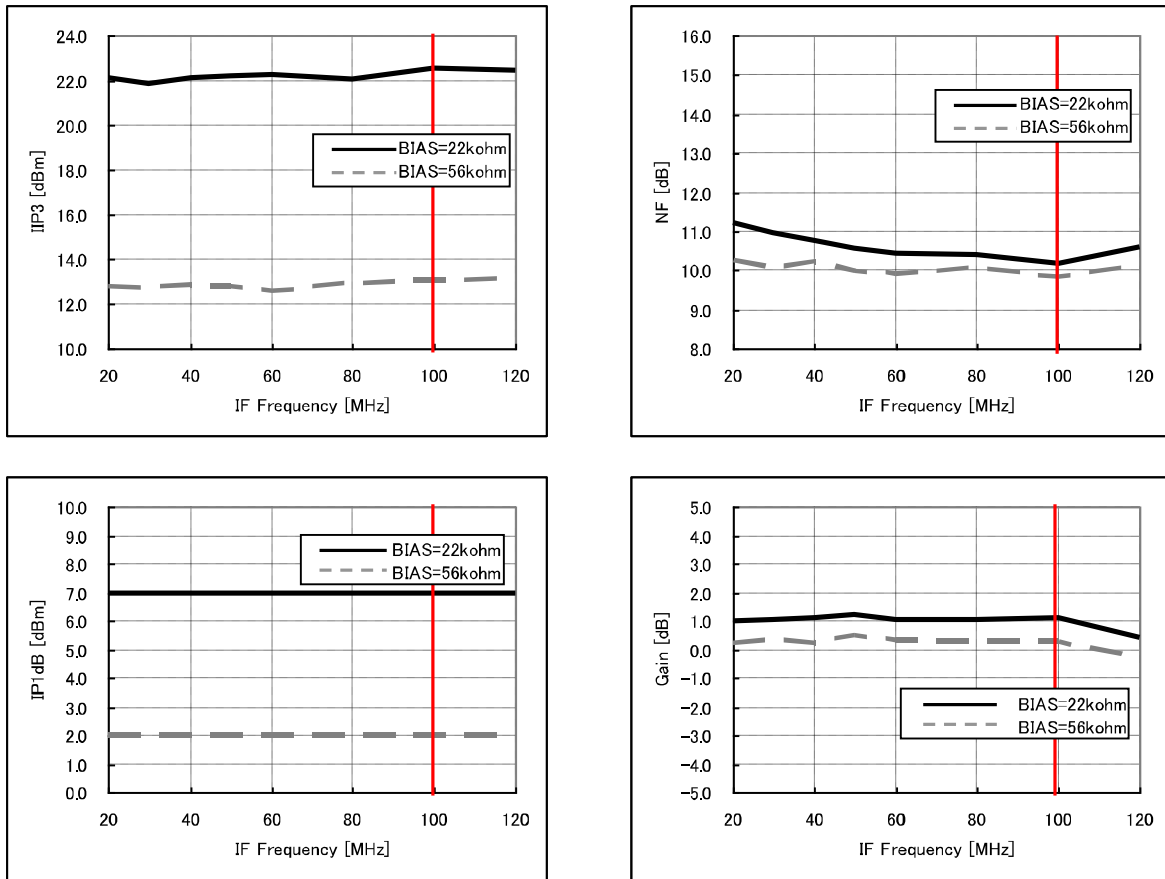 24.0
22.0
20.0
18.0
16.0
14.0
12.0
10.0
IIP3 [dBm]
BIAS=22kohm
BIAS=56kohm
20 40 60 80 100 120
IF Frequency [MHz]
16.0
15.0
14.0
13.0
12.0
11.0
10.0
9.0
8.0
NF [dB]
BIAS=22kohm
BIAS=56kohm
20 40 60 80 100 120
IF Frequency [MHz]
10.0
9.0
8.0
7.0
6.0
5.0
4.0
3.0
2.0
1.0
0.0
IP1dB [dBm]
BIAS=22kohm
BIAS=56kohm
20 40 60 80 100 120
IF Frequency [MHz]
5.0
4.0
3.0
2.0
1.0
0.0
-1.0
-2.0
-3.0
-4.0
-5.0
Gain [dB]
BIAS=22kohm
BIAS=56kohm
20 40 60 80 100 120
IF Frequency [MHz]